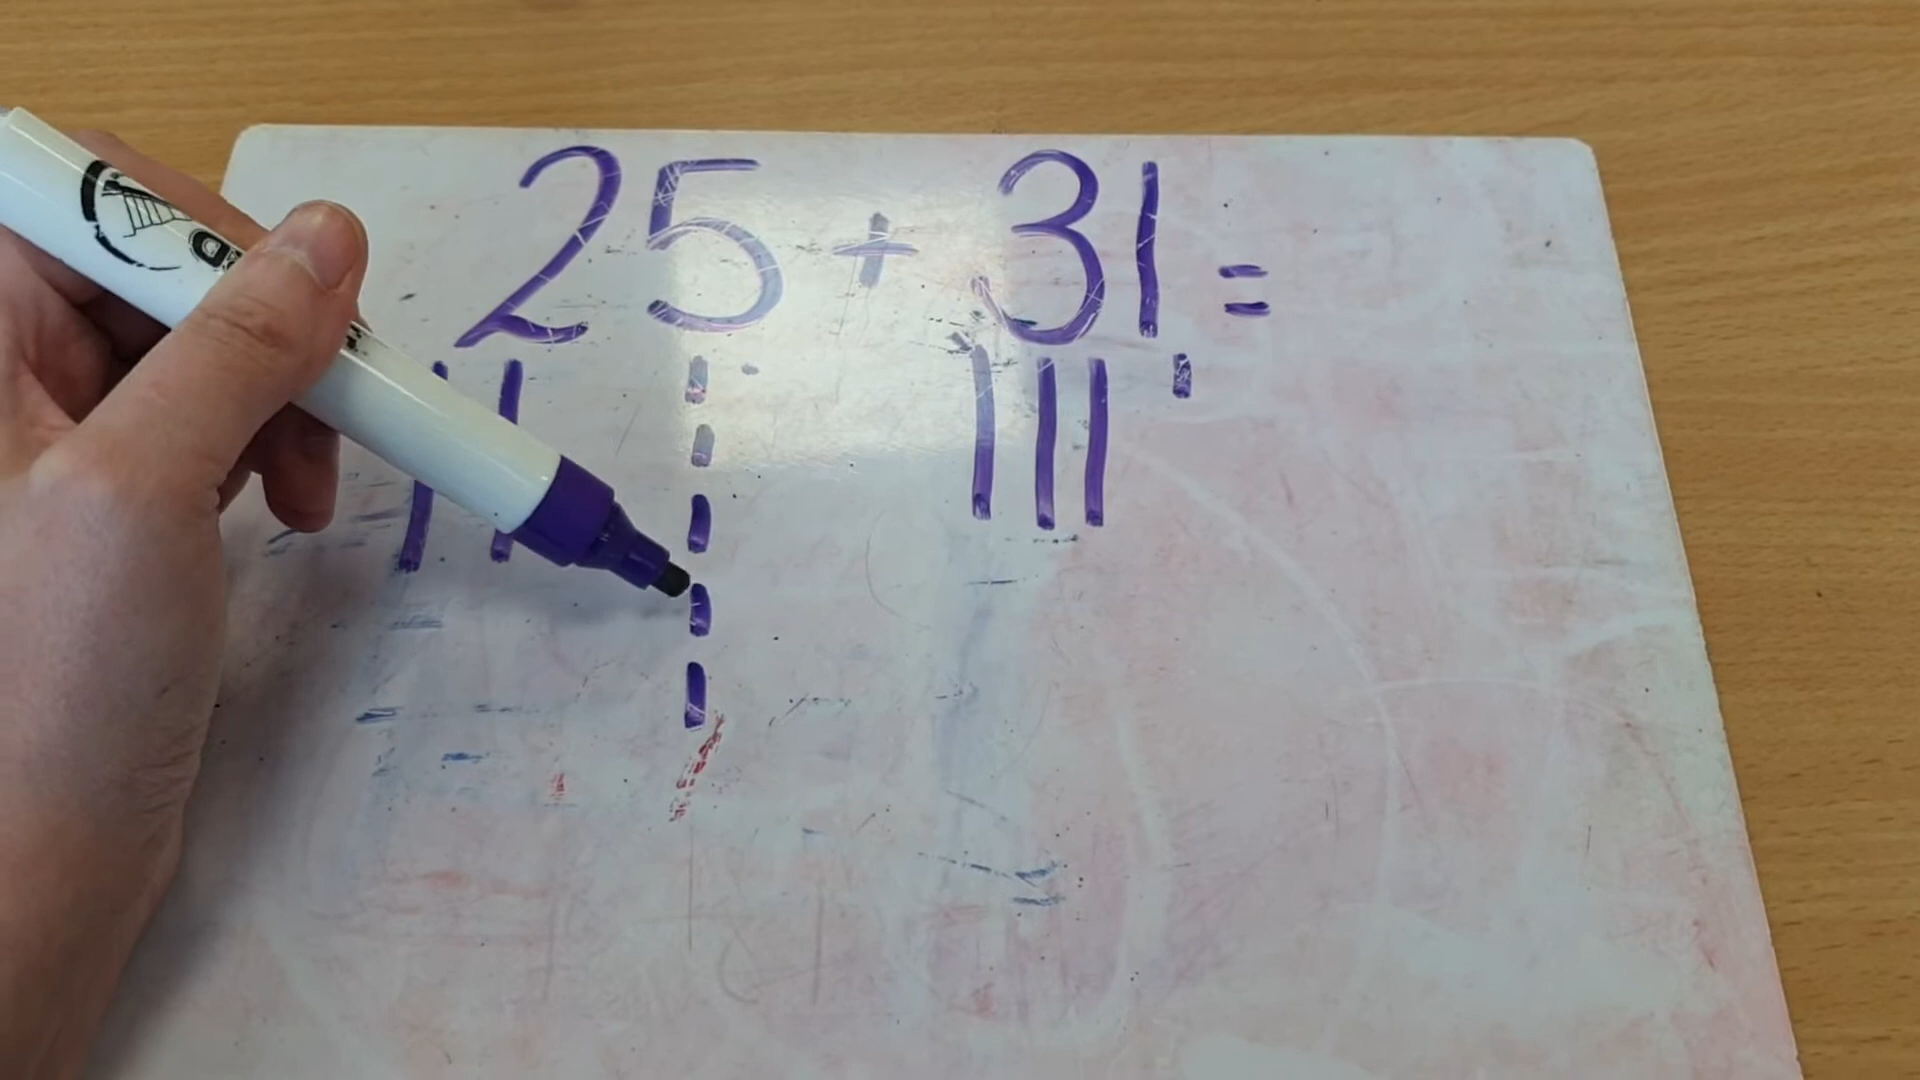 25 + 31 =